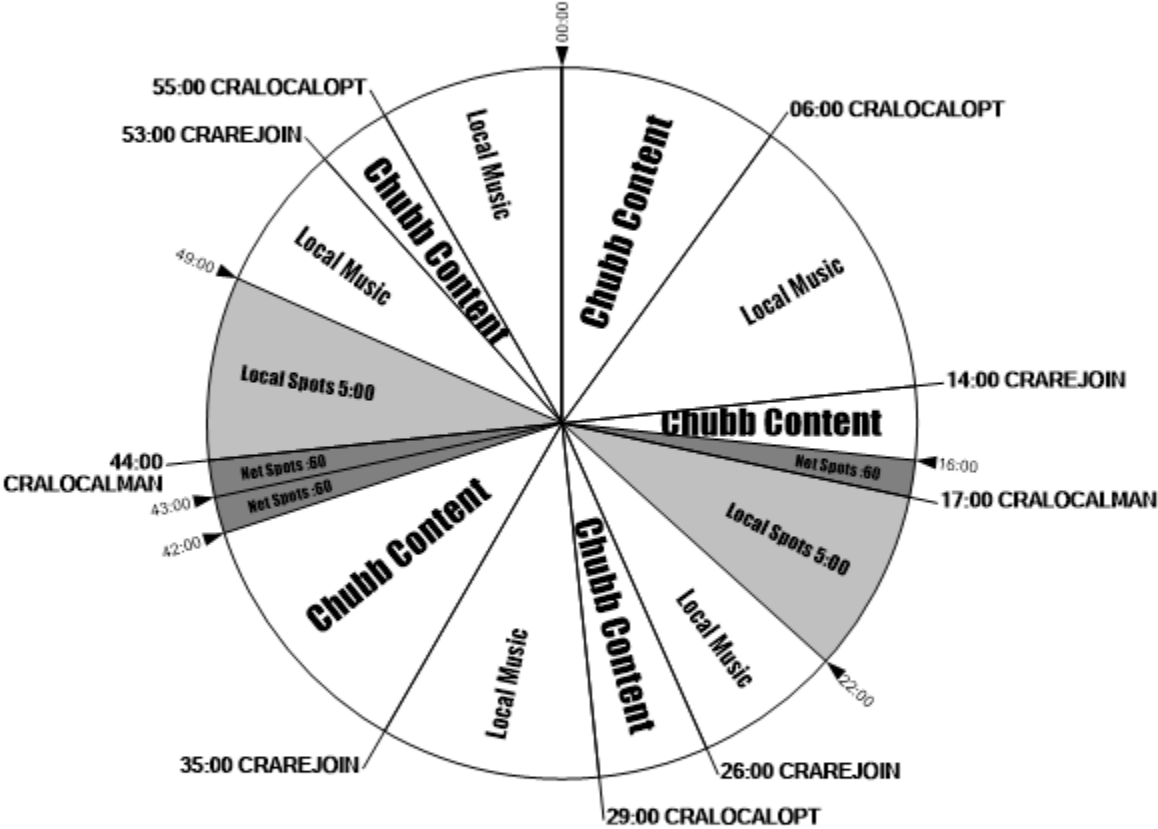 00:00
Chubb Content
06:00 CRALOCALOPT
Local Music
14:00 CRAREJOIN
Chubb Content
16:00
Net Spots :60
17:00 CRALOCALMAN
Local Spots 5:00
22:00
Local Music
26:00 CRAREJOIN
Chubb Content
29:00 CRALOCALOPT
Local Music
35:00 CRAREJOIN
Chubb Content
42:00
Net Spots :60
43:00
Net Spots :60
44:00
CRALOCALMAN
Local Spots 5:00
49:00
Local Music
53:00 CRAREJOIN
Chubb Content
55:00 CRALOCALOPT
Local Music